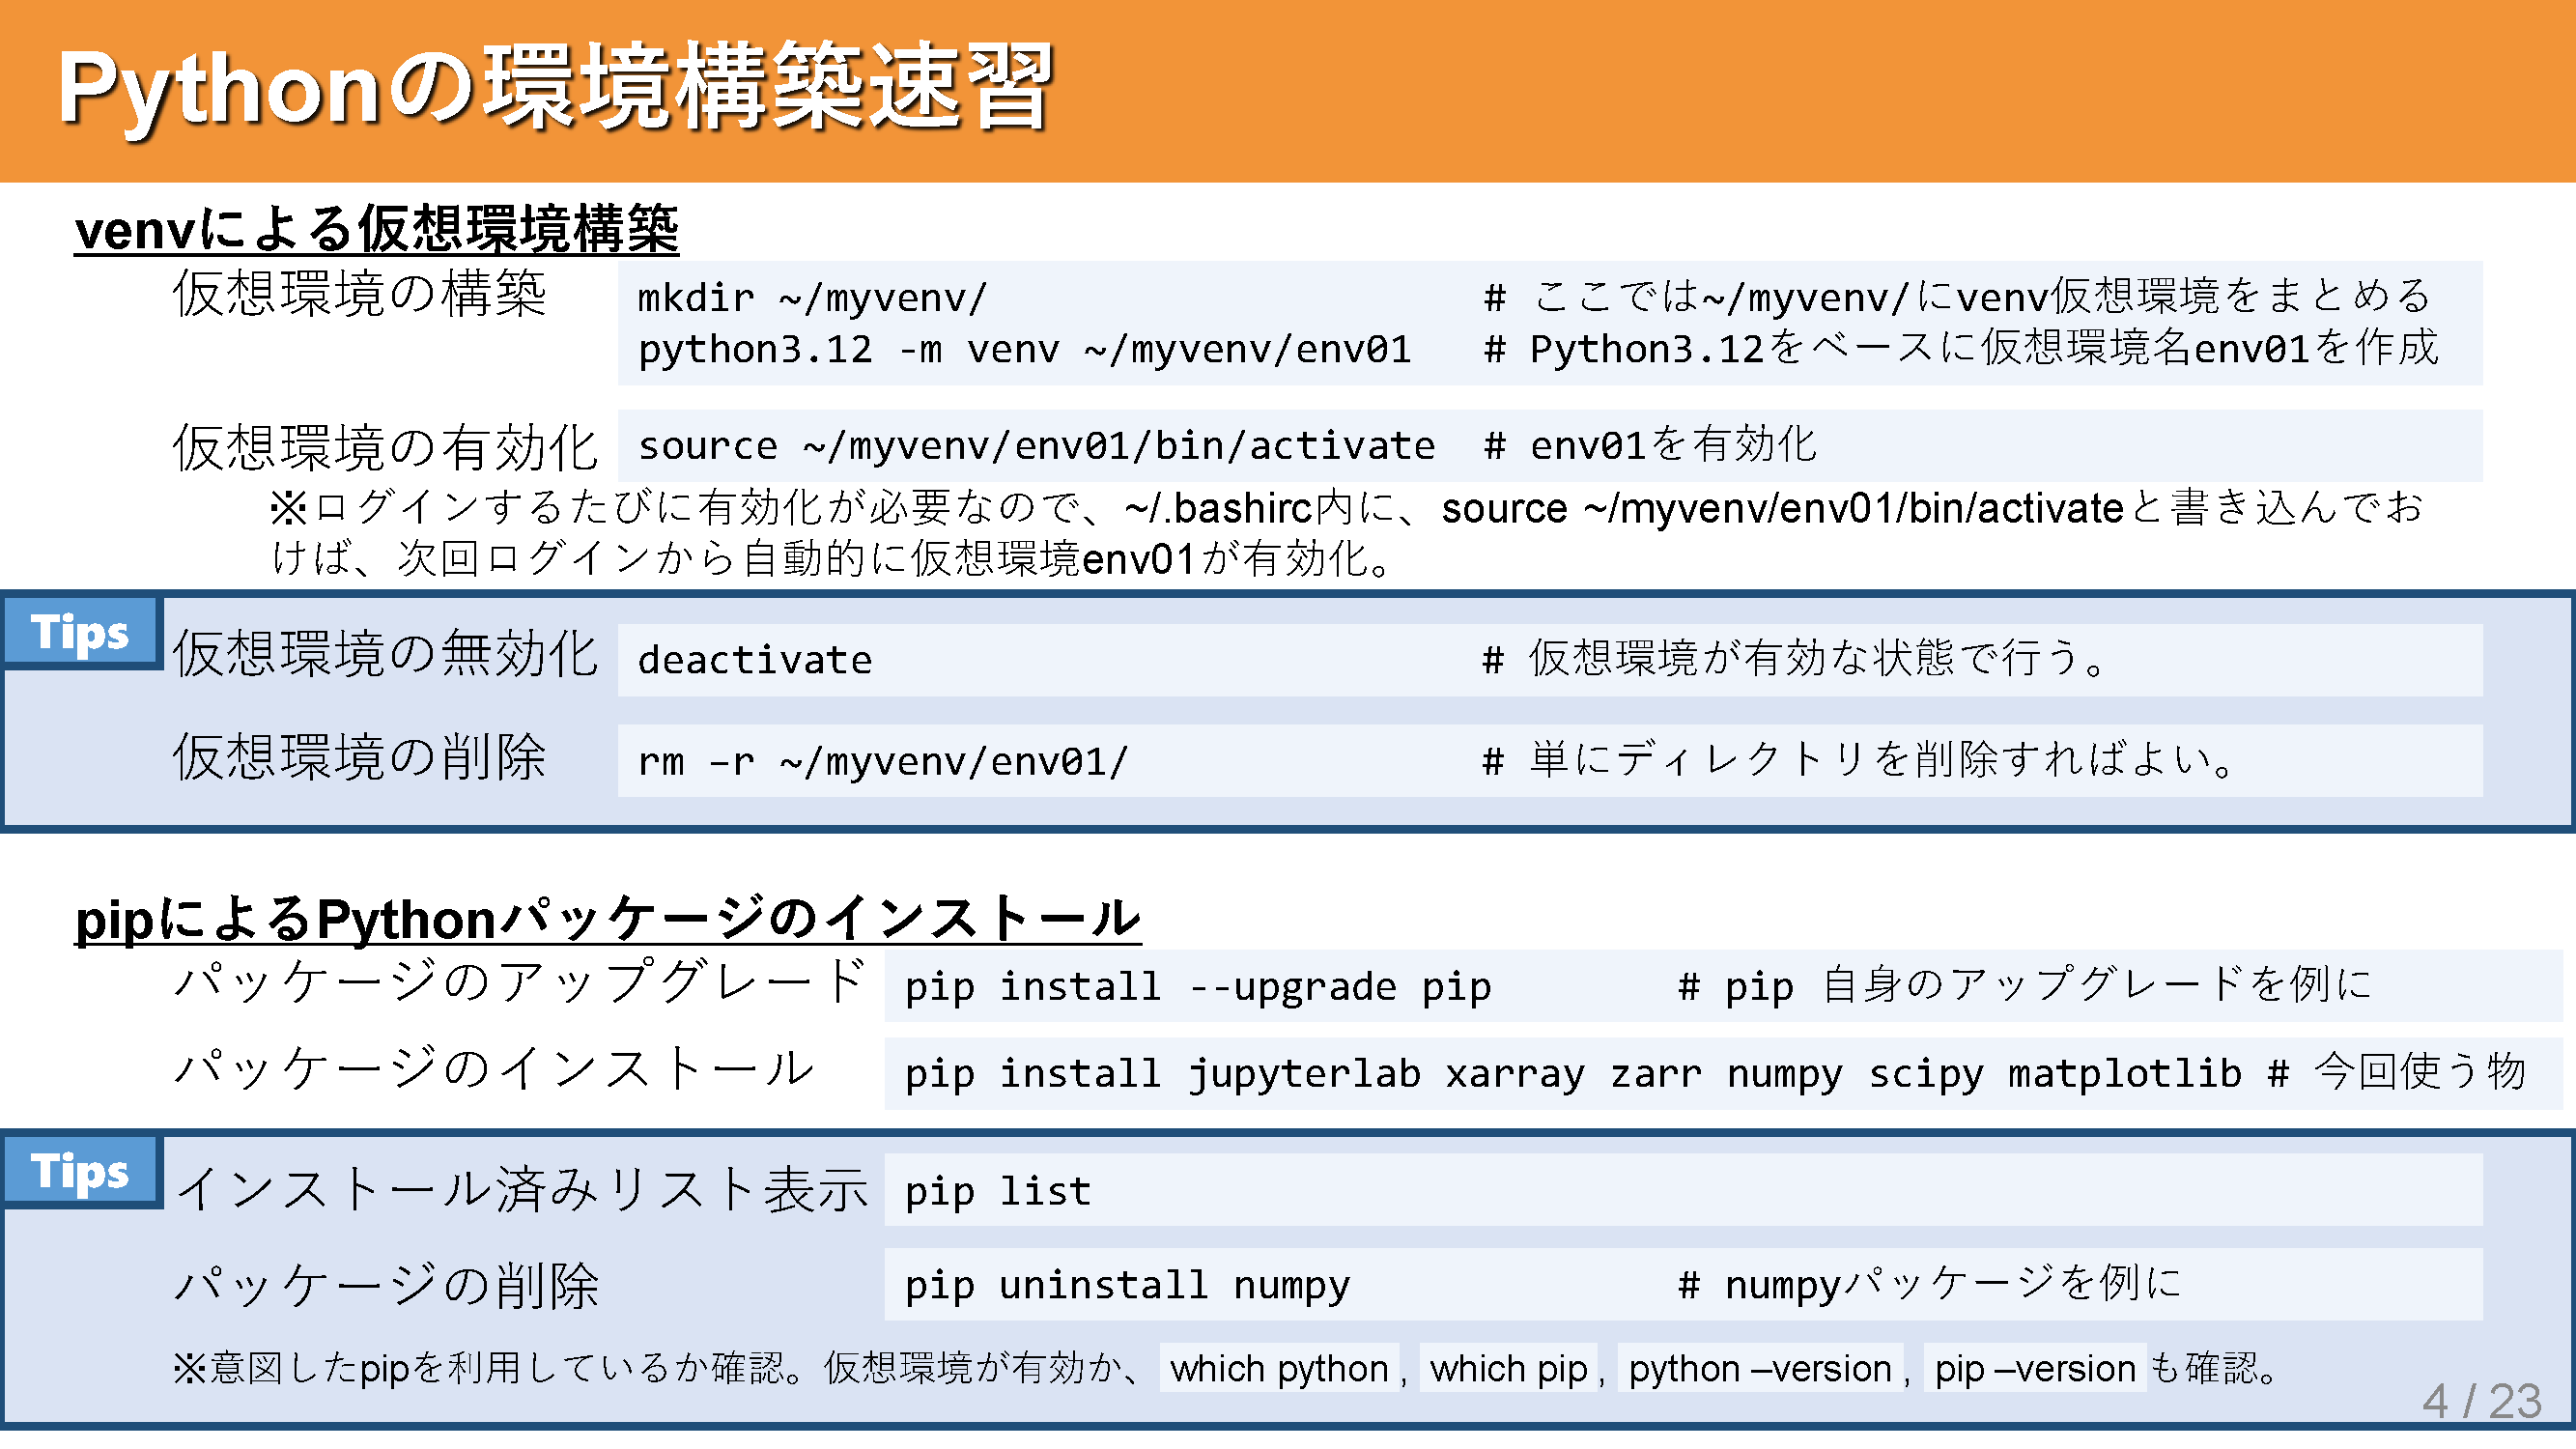 Pythonの環境構築速習
venvによる仮想環境構築
仮想環境の構築 mkdir ~/myvenv/ # ここでは~/myvenv/にvenv仮想環境をまとめる
python3.12 -m venv ~/myvenv/env01 # Python3.12をベースに仮想環境名env01を作成
仮想環境の有効化 source ~/myvenv/env01/bin/activate # env01を有効化
※ログインするたびに有効化が必要なので、~/.bashirc内に、source ~/myvenv/env01/bin/activateと書き込んでお
けば、次回ログインから自動的に仮想環境env01が有効化。
Tips
仮想環境の無効化 deactivate # 仮想環境が有効な状態で行う。
仮想環境の削除 rm –r ~/myvenv/env01/ # 単にディレクトリを削除すればよい。
pipによるPythonパッケージのインストール
パッケージのアップグレード pip install --upgrade pip # pip 自身のアップグレードを例に
パッケージのインストール pip install jupyterlab xarray zarr numpy scipy matplotlib # 今回使う物
Tips
インストール済みリスト表示 pip list
パッケージの削除 pip uninstall numpy # numpyパッケージを例に
※意図したpipを利用しているか確認。仮想環境が有効か、 which python , which pip , python –version , pip –version も確認。
4 / 23